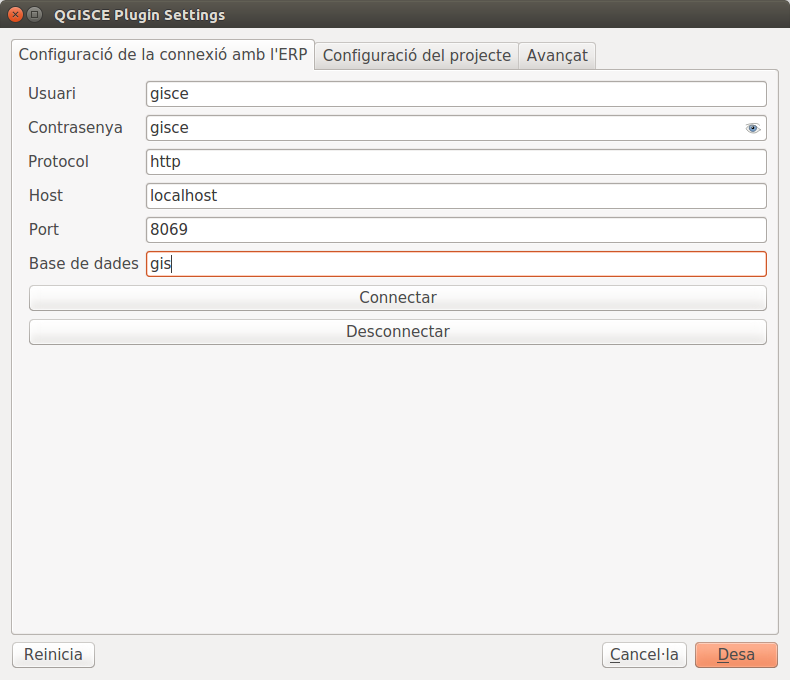 QGISCE Plugin Settings
Configuració de la connexió amb l'ERP Configuració del projecte Avançat
Usuari gisce
Contrasenya gisce
Protocol http
Host localhost
Port 8069
Base de dades gis
Connectar
Desconnectar
Reinicia Cancel·la Desa